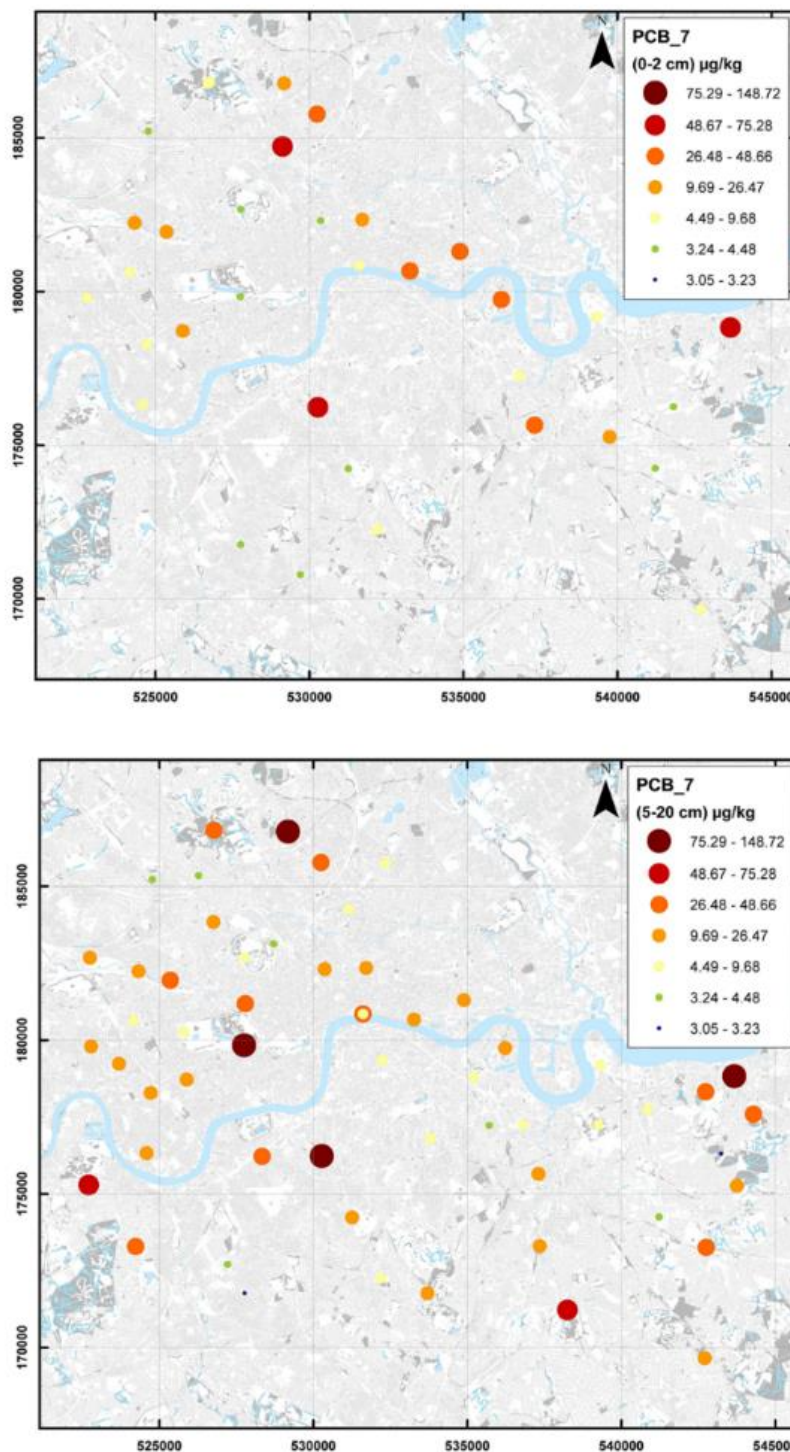 N
PCB_7
(0-2 cm) µg/kg
75.29 - 148.72
48.67 - 75.28
26.48 - 48.66
9.69 - 26.47
4.49 - 9.68
3.24 - 4.48
3.05 - 3.23
185000
180000
175000
170000
525000 530000 535000 540000 545000
N
PCB_7
(5-20 cm) µg/kg
75.29 - 148.72
48.67 - 75.28
26.48 - 48.66
9.69 - 26.47
4.49 - 9.68
3.24 - 4.48
3.05 - 3.23
185000
180000
175000
170000
525000 530000 535000 540000